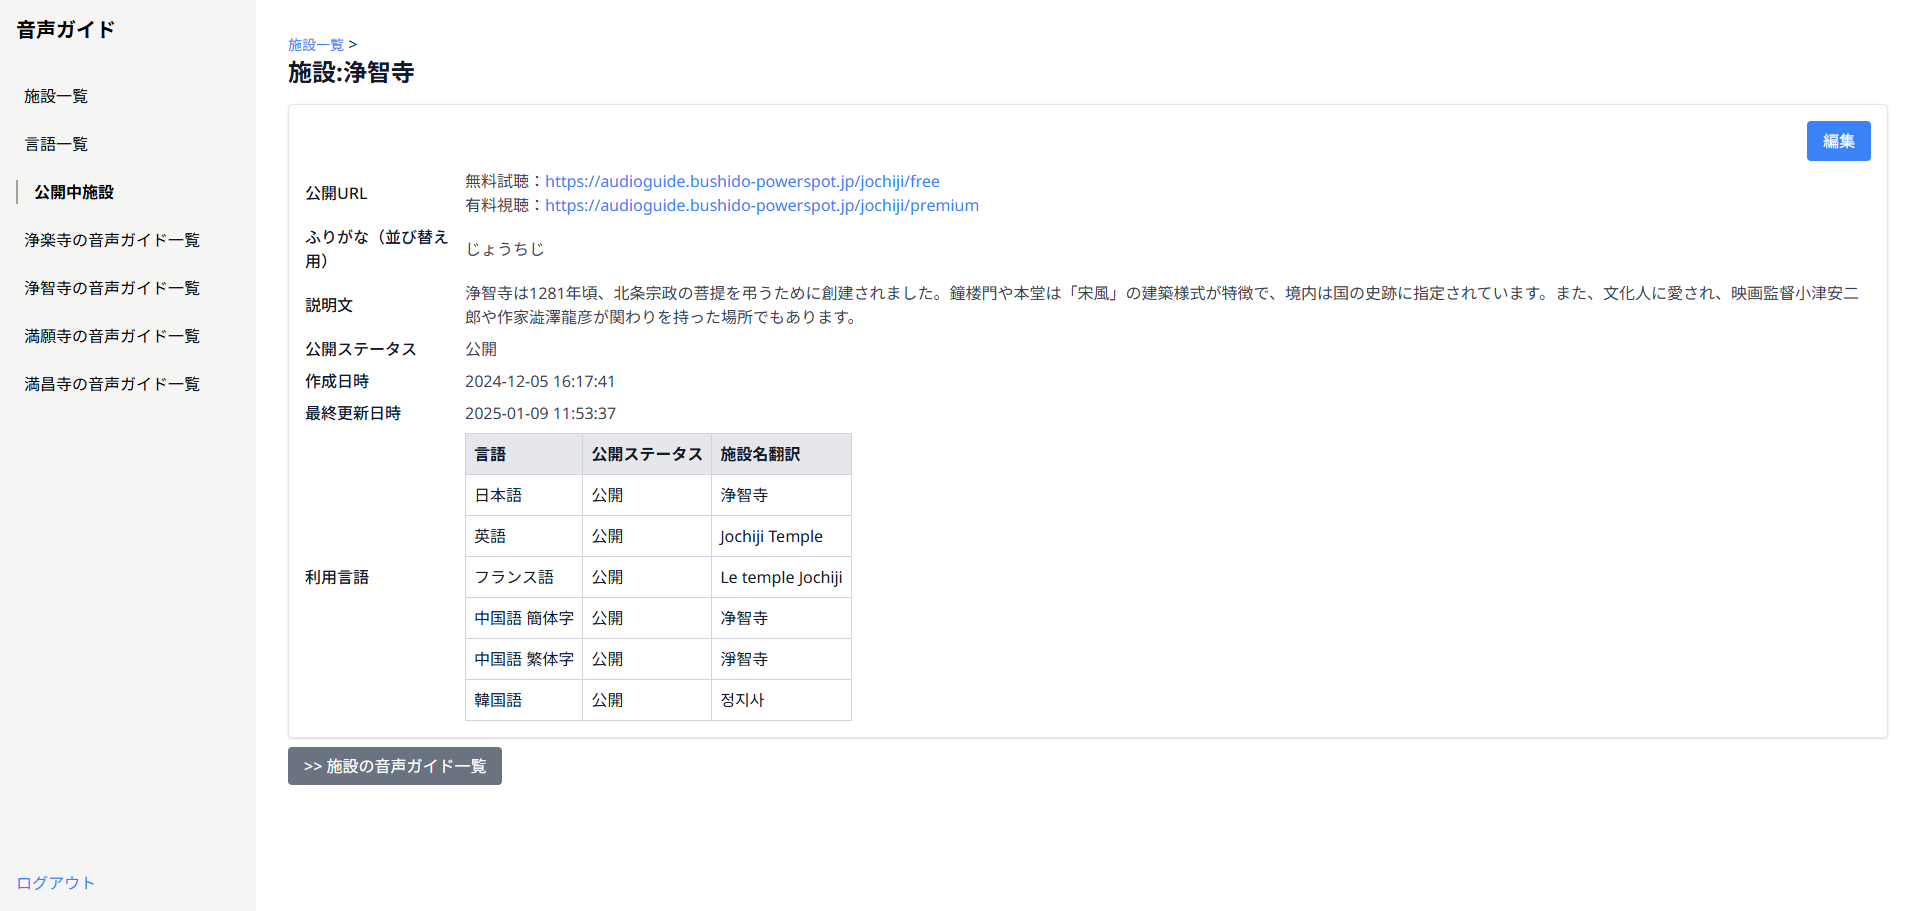 音声ガイド
施設一覧
言語一覧
公開中施設
浄楽寺の音声ガイド一覧
浄智寺の音声ガイド一覧
満願寺の音声ガイド一覧
満昌寺の音声ガイド一覧
ログアウト
施設一覧 >
施設:浄智寺
編集
公開URL
無料試聴：https://audioguide.bushido-powerspot.jp/jochiji/free
有料視聴：https://audioguide.bushido-powerspot.jp/jochiji/premium
ふりがな（並び替え
用）
じょうちじ
説明文
浄智寺は1281年頃、北条宗政の菩提を弔うために創建されました。鐘楼門や本堂は「宋風」の建築様式が特徴で、境内は国の史跡に指定されています。また、文化人に愛され、映画監督小津安二
郎や作家澁澤龍彦が関わりを持った場所でもあります。
公開ステータス 公開
作成日時 2024-12-05 16:17:41
最終更新日時 2025-01-09 11:53:37
利用言語
言語 公開ステータス 施設名翻訳
日本語 公開 浄智寺
英語 公開 Jochiji Temple
フランス語 公開 Le temple Jochiji
中国語 簡体字 公開 净智寺
中国語 繁体字 公開 淨智寺
韓国語 公開 정지사
>> 施設の音声ガイド一覧